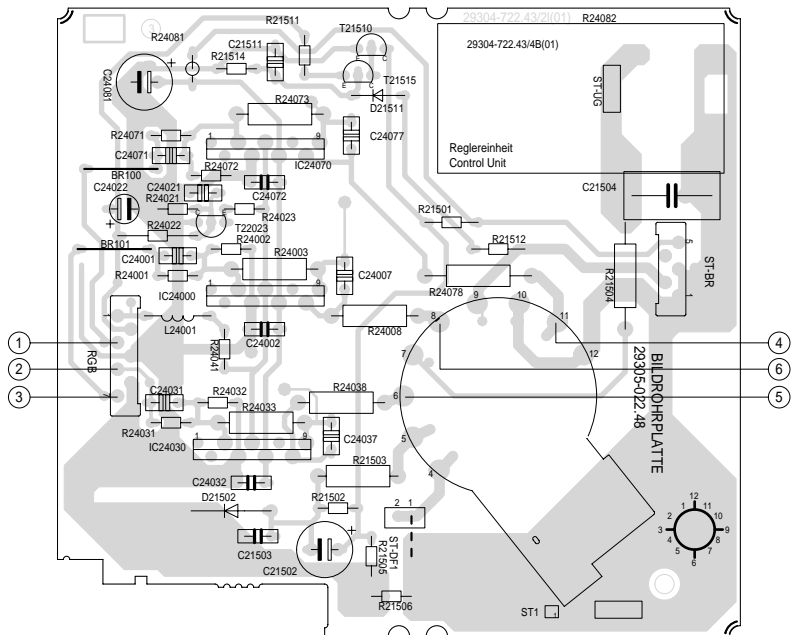 29304-722.43/2I(01)
R24082
R21511
T21510
R24081
C21511
R21514
29304-722.43/4B(01)
C24081
E
C
E
C
T21515
D21511
ST-UG
R24073
R24071
C24071
1
9
C24077
IC24070
Reglereinheit
Control Unit
BR100
R24072
C24022
C24021
C24072
C21504
R24021
R24023
R24022
T22023
R21501
BR101
R24002
C24001
R24003
R21512
5
ST-BR
R24001
IC24000
C24007
R24078
R21504
1
9
L24001
R24008
C24002
8
9
10
11
12
7
6
5
4
RGB
7
R24041
1
2
3
4
6
5
C24031
R24032
R24038
R24033
R24031
IC24030
1
9
C24037
BILDROHRPLATTE
29305-022.48
R21503
C24032
D21502
R21502
2
1
ST-DF1
C21503
C21502
R21505
R21506
0
12
1
11
2
10
3
9
4
8
5
7
6
ST1
1